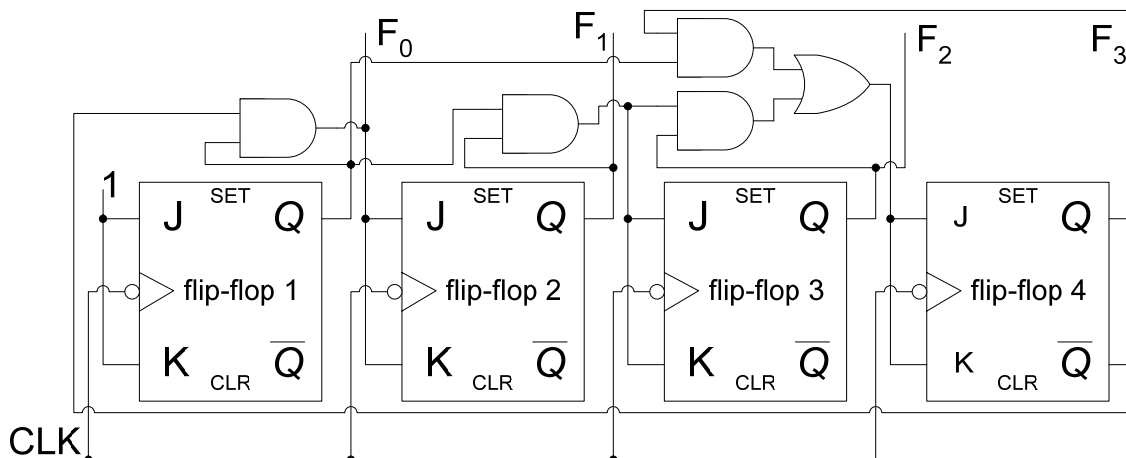 F0 F1 F2 F3
1
SET SET SET SET
J Q J Q J Q J Q
flip-flop 1 flip-flop 2 flip-flop 3 flip-flop 4
K Q̅ K Q̅ K Q̅ K Q̅
CLR CLR CLR CLR
CLK